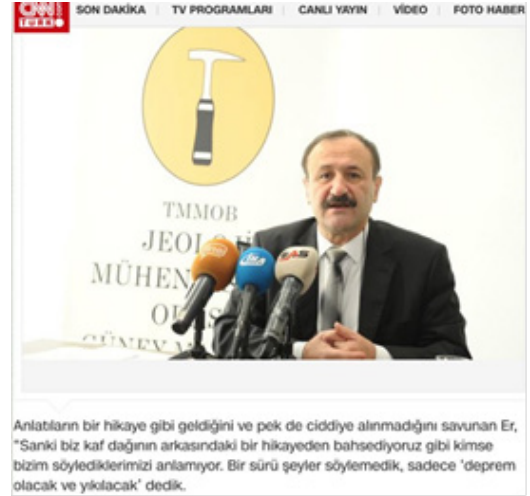 CNN
TÜRK
SON DAKİKA
TV PROGRAMLARI
CANLI YAYIN
VİDEO
FOTO HABER
TMMOB
JEOLOJİ
MÜHEN
GÜNEY
Anlatıların bir hikaye gibi geldiğini ve pek de ciddiye alınmadığını savunan Er,
"Sanki biz kaf dağının arkasındaki bir hikayeden bahsediyoruz gibi kimse
bizim söylediklerimizi anlamıyor. Bir sürü şeyler söylemedik, sadece 'deprem
olacak ve yıkılacak' dedik.